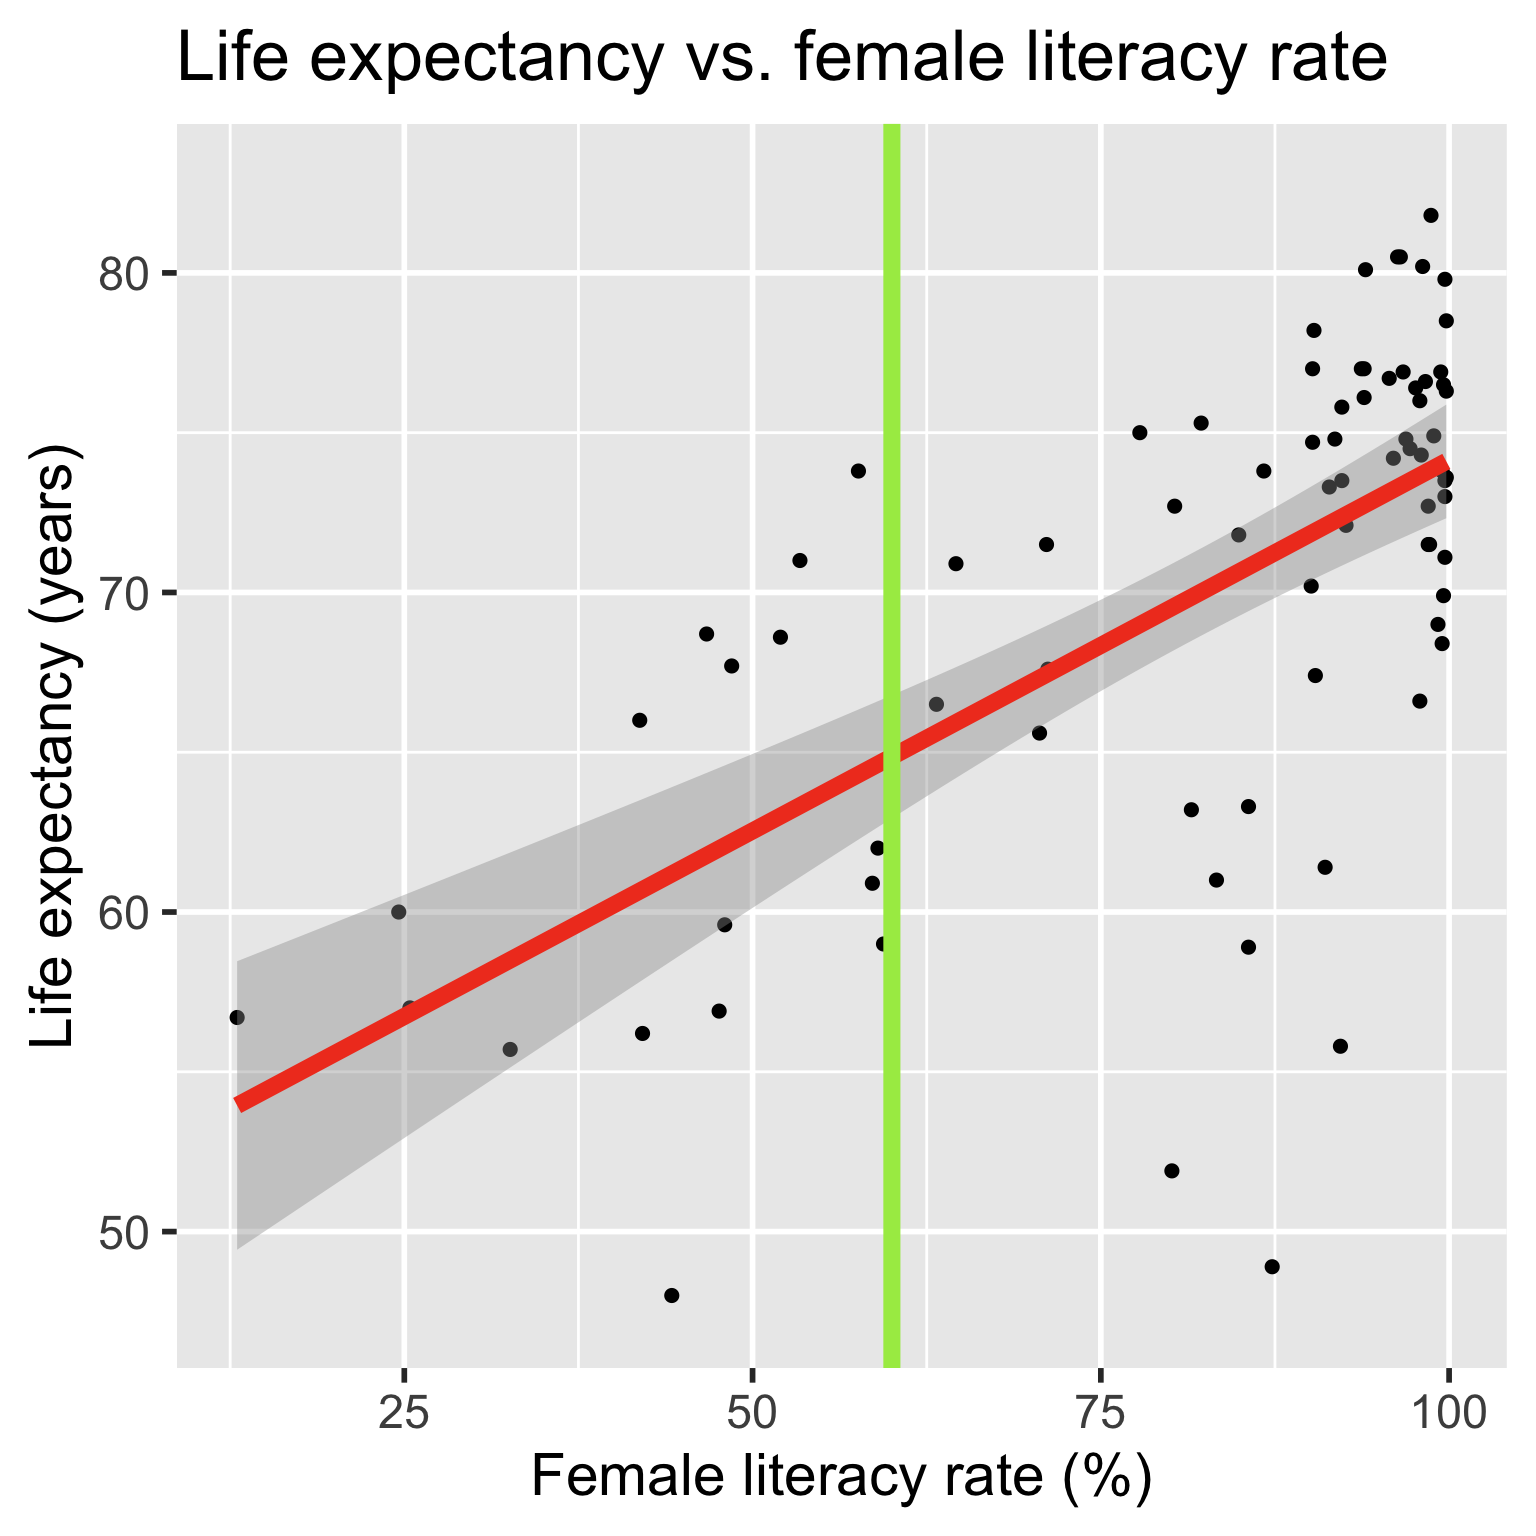 Life expectancy vs. female literacy rate
Life expectancy (years)
80
70
60
50
25 50 75 100
Female literacy rate (%)